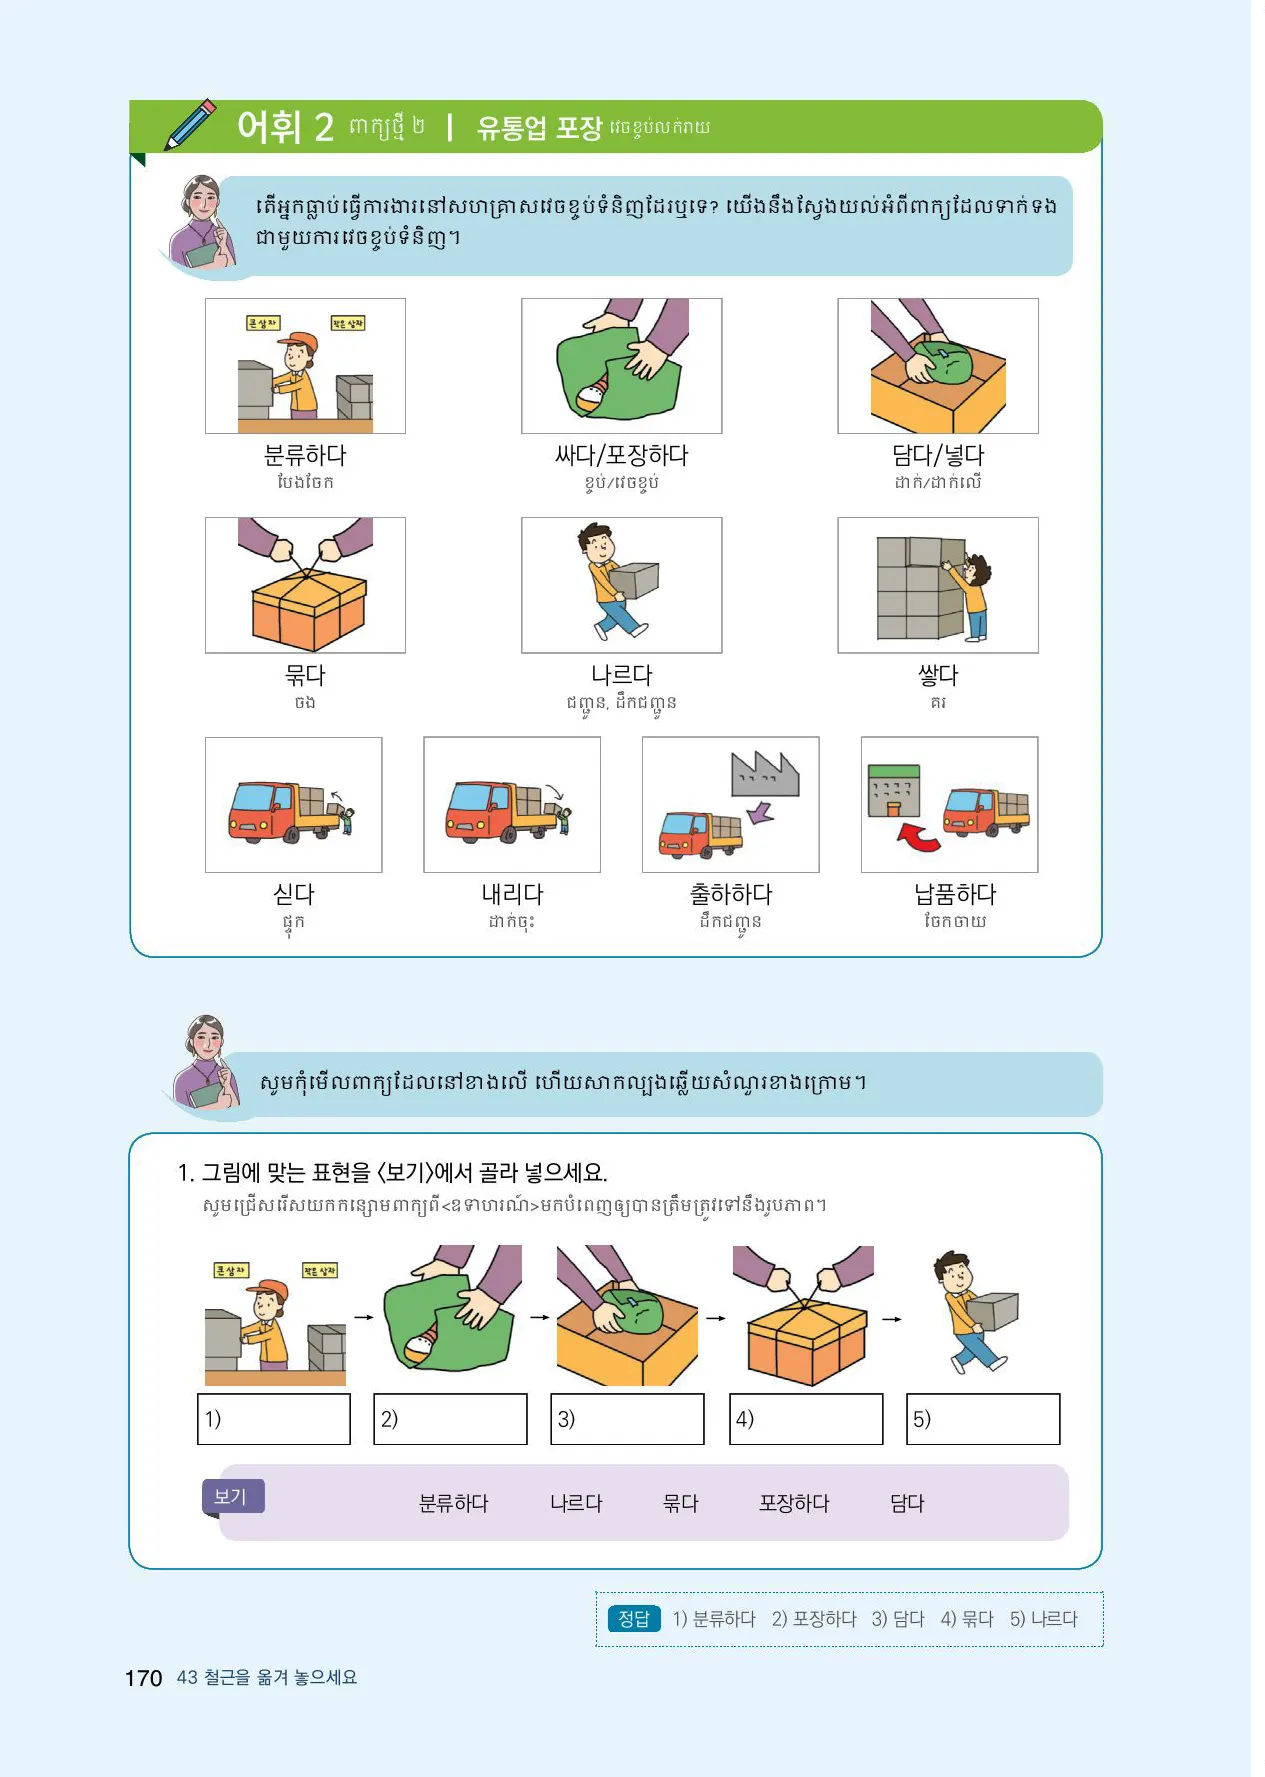 어휘 2 ពាក្យថ្មី ២ | 유통업 포장 វេចខ្ចប់លក់រាយ
តើអ្នកធ្លាប់ធ្វើការងារនៅសហគ្រាសវេចខ្ចប់ទំនិញដែរឬទេ? យើងនឹងស្វែងយល់អំពីពាក្យដែលទាក់ទង
ជាមួយការវេចខ្ចប់ទំនិញ។
큰 상자 작은 상자
분류하다 싸다/포장하다 담다/넣다
បែងចែក ខ្ចប់/វេចខ្ចប់ ដាក់/ដាក់លើ
묶다 나르다 쌓다
ចង ជញ្ជូន, ដឹកជញ្ជូន គរ
싣다 내리다 출하하다 납품하다
ផ្ទុក ដាក់ចុះ ដឹកជញ្ជូន ចែកចាយ
សូមកុំមើលពាក្យដែលនៅខាងលើ ហើយសាកល្បងឆ្លើយសំណួរខាងក្រោម។
1. 그림에 맞는 표현을 <보기>에서 골라 넣으세요.
សូមជ្រើសរើសយកកន្សោមពាក្យពី<ឧទាហរណ៍>មកបំពេញឲ្យបានត្រឹមត្រូវទៅនឹងរូបភាព។
큰 상자 작은 상자
1) 2) 3) 4) 5)
보기 분류하다 나르다 묶다 포장하다 담다
정답 1) 분류하다 2) 포장하다 3) 담다 4) 묶다 5) 나르다
170 43 철근을 옮겨 놓으세요